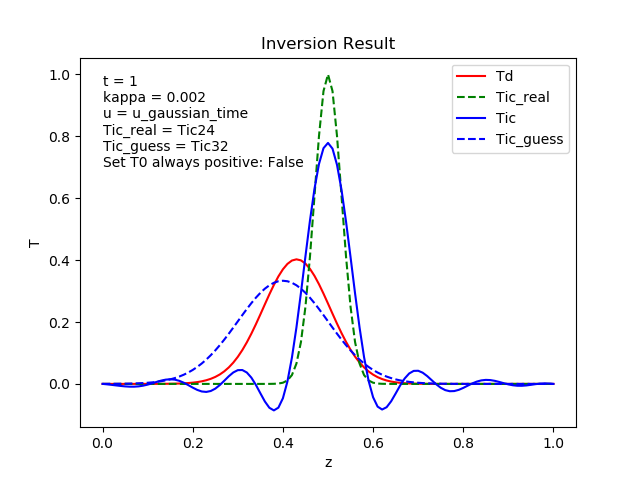 Inversion Result
t = 1
kappa = 0.002
u = u_gaussian_time
Tic_real = Tic24
Tic_guess = Tic32
Set T0 always positive: False
Td
Tic_real
Tic
Tic_guess
T
1.0
0.8
0.6
0.4
0.2
0.0
0.0 0.2 0.4 0.6 0.8 1.0
z